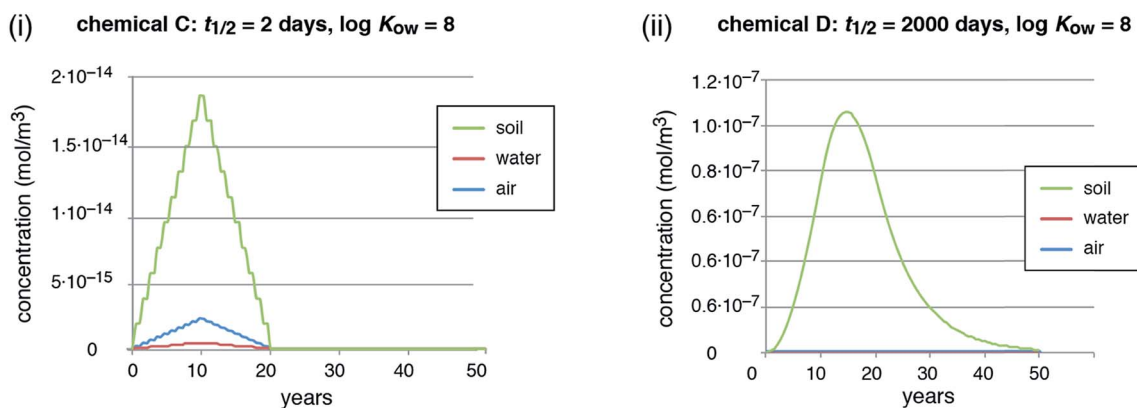 (i) chemical C: t1/2 = 2 days, log Kow = 8
concentration (mol/m³)
2·10⁻¹⁴
1.5·10⁻¹⁴
1·10⁻¹⁴
5·10⁻¹⁵
0
0 10 20 30 40 50
years
soil
water
air
(ii) chemical D: t1/2 = 2000 days, log Kow = 8
concentration (mol/m³)
1.2·10⁻⁷
1.0·10⁻⁷
0.8·10⁻⁷
0.6·10⁻⁷
0.6·10⁻⁷
0.6·10⁻⁷
0
0 10 20 30 40 50
years
soil
water
air